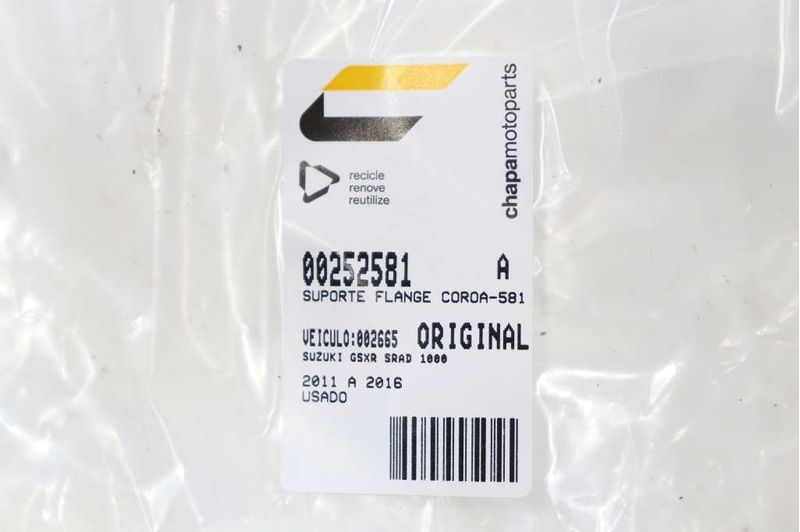 chapamotoparts
recicle
renove
reutilize
00252581 A
SUPORTE FLANGE COROA-581
VEICULO:002665 ORIGINAL
SUZUKI GSXR SRAD 1000
2011 A 2016
USADO